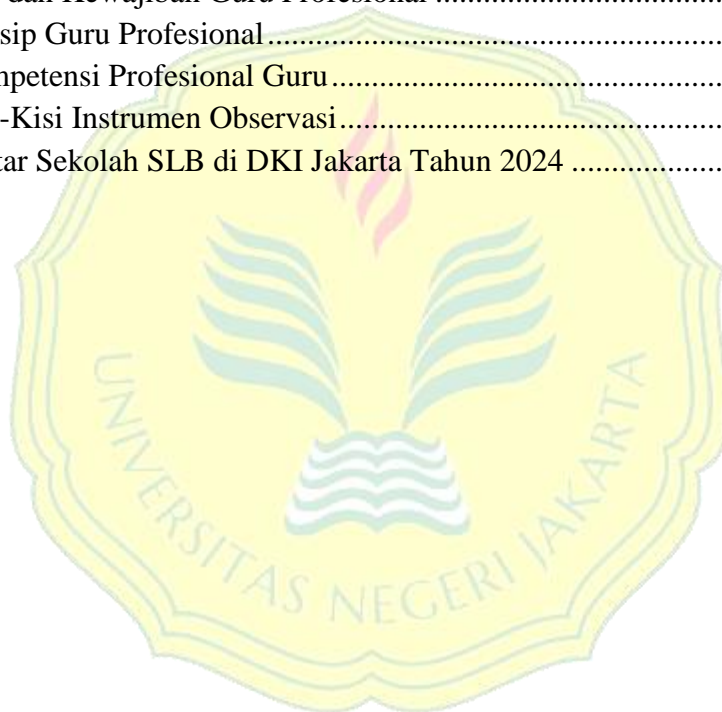 dan Kewajiban Guru Profesional ....................................
sip Guru Profesional .........................................................
mpetensi Profesional Guru .................................................
-Kisi Instrumen Observasi ................................................
tar Sekolah SLB di DKI Jakarta Tahun 2024 ...................
UNIVERSITAS NEGERI JAKARTA